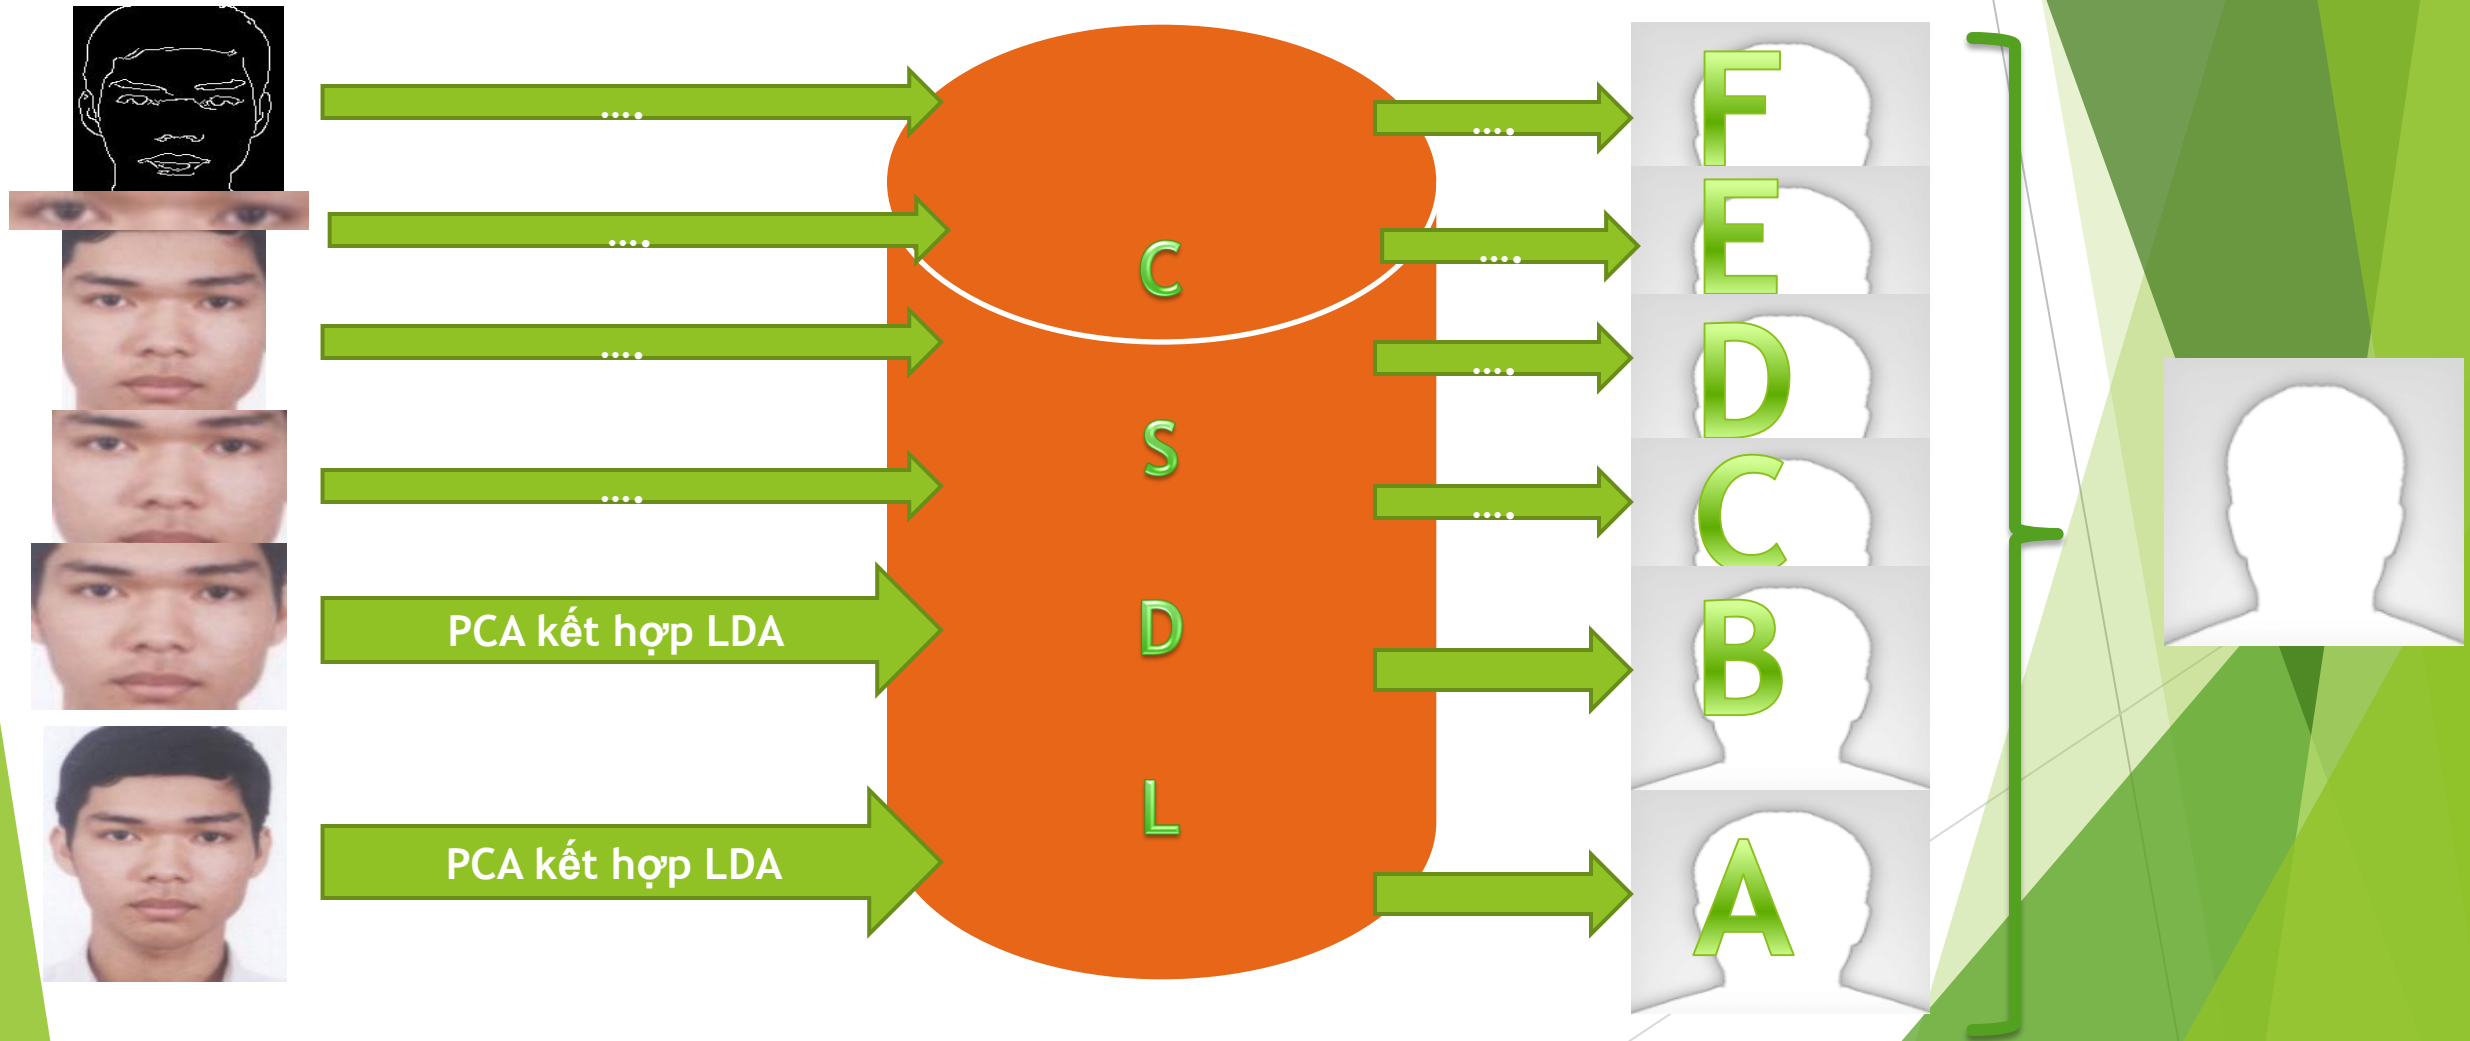 ....
....
F
....
....
E
C
....
....
D
S
....
....
C
PCA kết hợp LDA
D
B
L
PCA kết hợp LDA
A